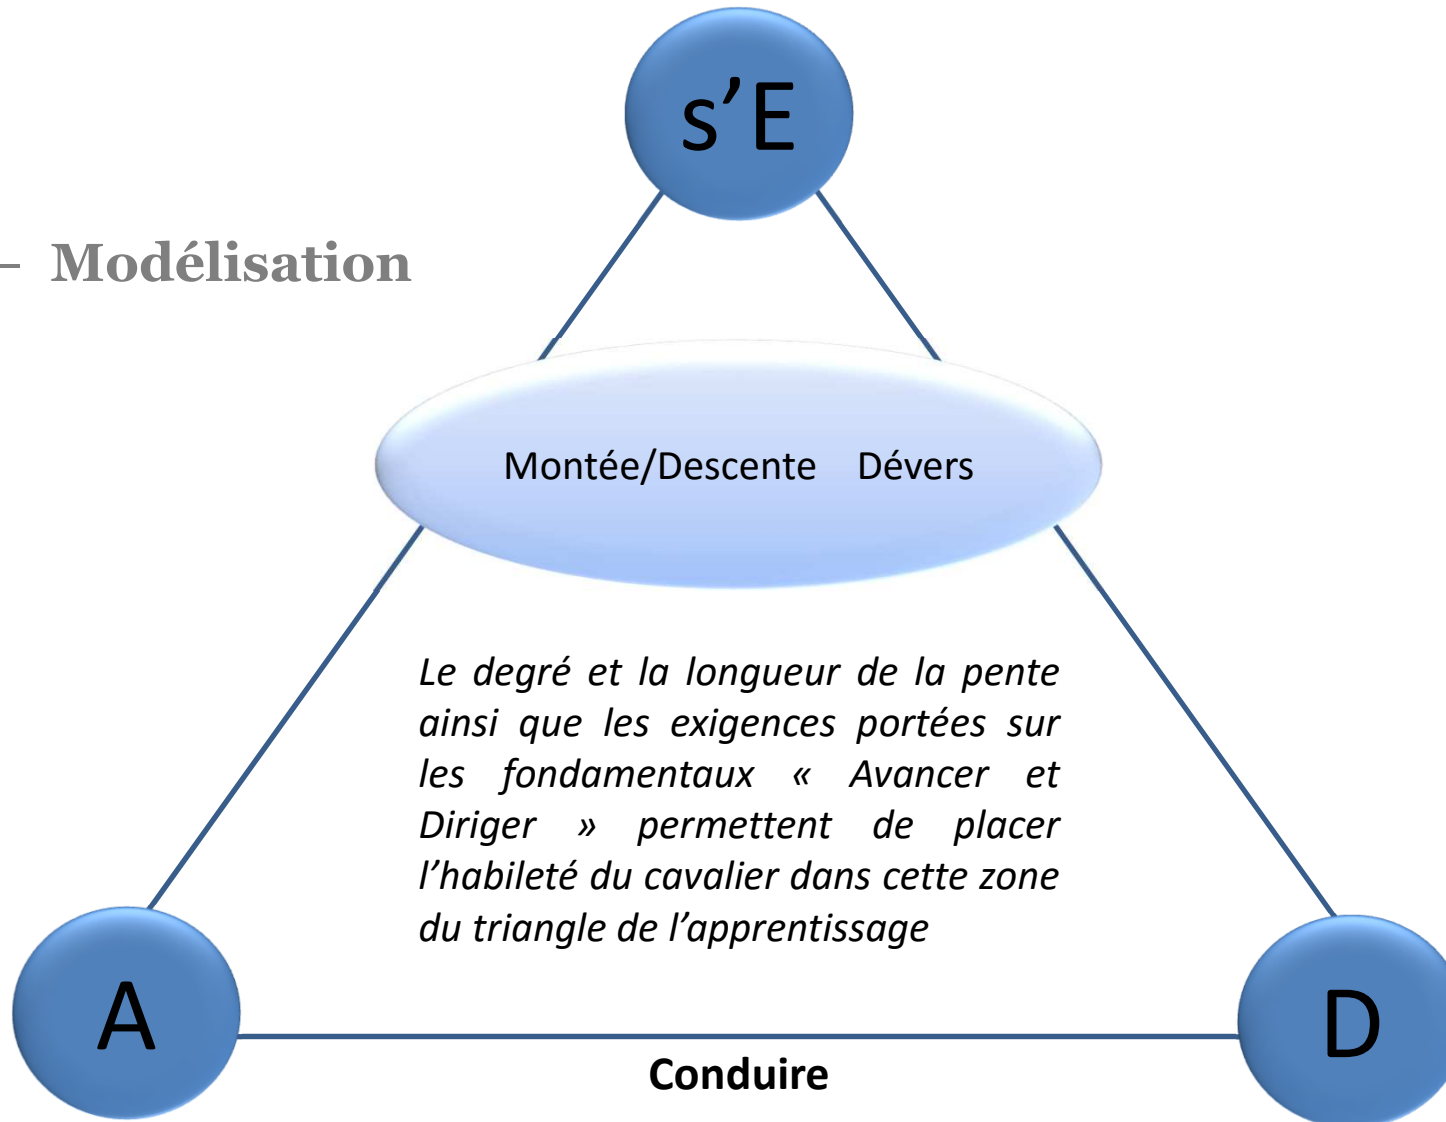 s’E
– Modélisation
Montée/Descente Dévers
Le degré et la longueur de la pente
ainsi que les exigences portées sur
les fondamentaux « Avancer et
Diriger » permettent de placer
l’habileté du cavalier dans cette zone
du triangle de l’apprentissage
A
D
Conduire